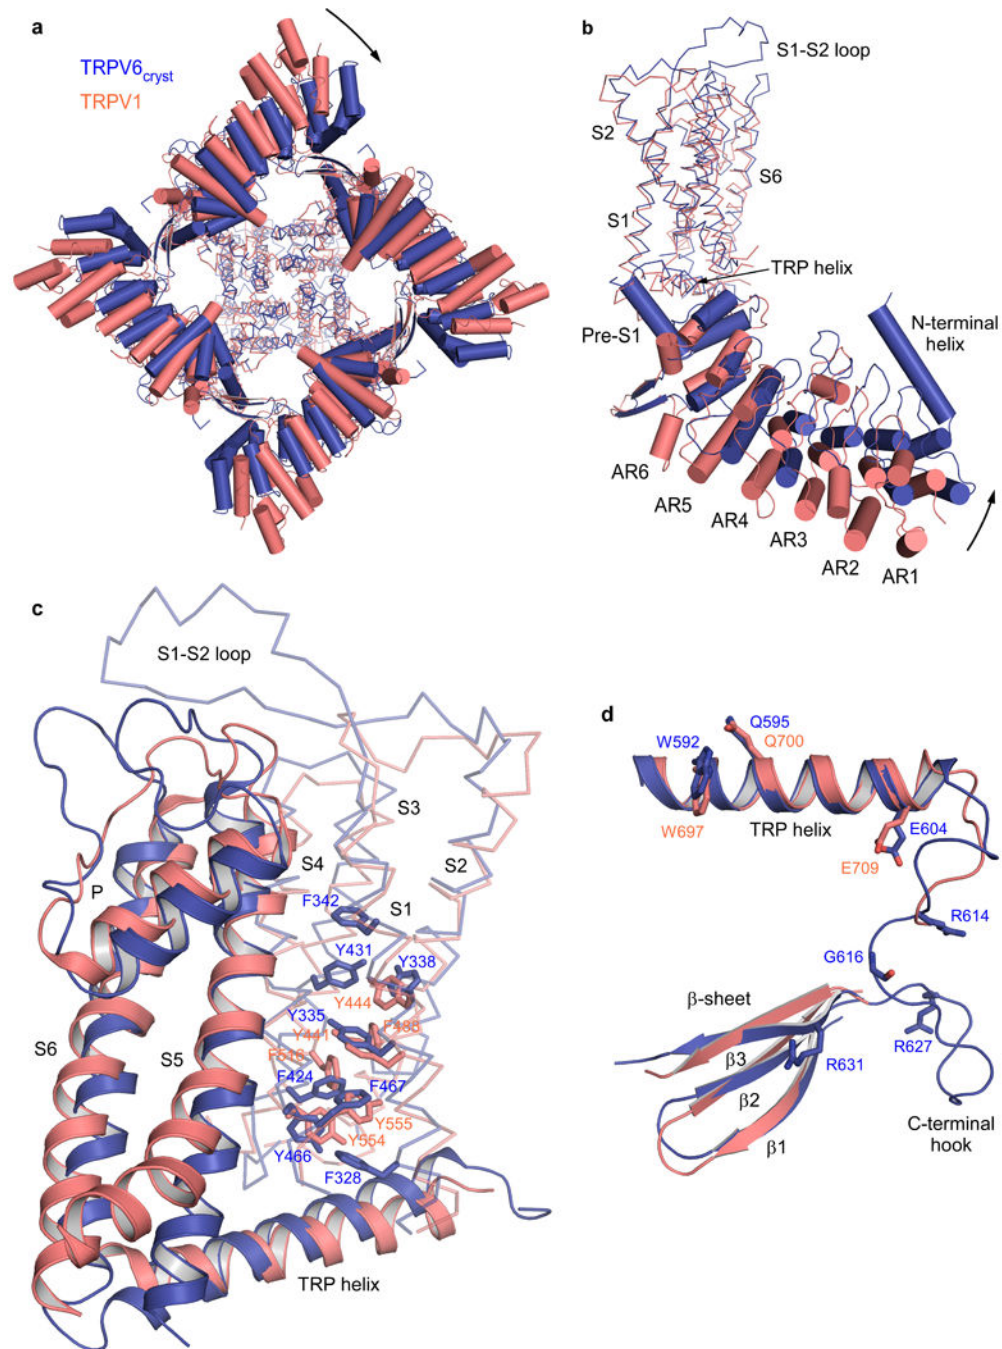 a
TRPV6cryst
TRPV1
b
S1-S2 loop
S2
S6
S1
TRP helix
Pre-S1
N-terminal
helix
AR6
AR5
AR4
AR3
AR2
AR1
c
S1-S2 loop
S3
S4
S2
P
F342
S1
Y431
Y338
Y444
Y335
Y441
F488
F516
S6
S5
F424
F467
Y555
Y554
Y466
F328
TRP helix
d
Q595
W592
Q700
W697
TRP helix
E604
E709
R614
G616
β-sheet
R627
β3
R631
β2
C-terminal
hook
β1